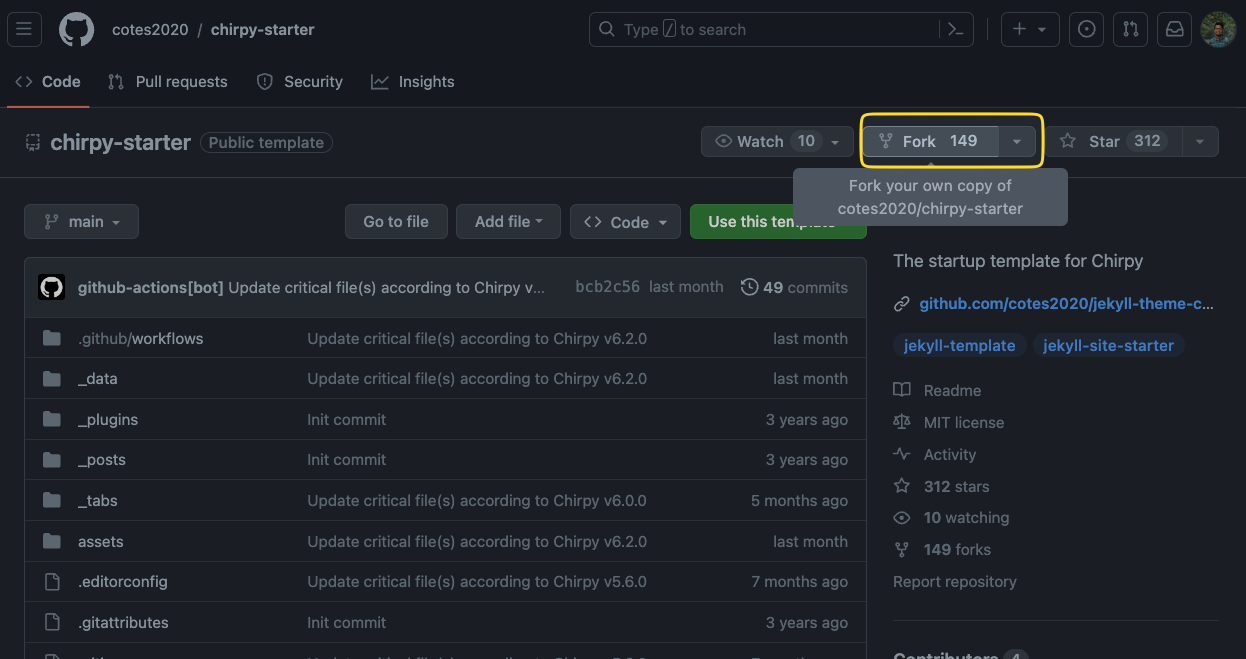 cotes2020 / chirpy-starter
Type / to search
Code Pull requests Security Insights
chirpy-starter Public template
Watch 10 Fork 149 Star 312
Fork your own copy of
cotes2020/chirpy-starter
main Go to file Add file Code Use this template
The startup template for Chirpy
github.com/cotes2020/jekyll-theme-c...
jekyll-template jekyll-site-starter
Readme
MIT license
Activity
312 stars
10 watching
149 forks
Report repository
Contributors 4
github-actions[bot] Update critical file(s) according to Chirpy v... bcb2c56 last month 49 commits
.github/workflows Update critical file(s) according to Chirpy v6.2.0 last month
_data Update critical file(s) according to Chirpy v6.2.0 last month
_plugins Init commit 3 years ago
_posts Init commit 3 years ago
_tabs Update critical file(s) according to Chirpy v6.0.0 5 months ago
assets Update critical file(s) according to Chirpy v6.2.0 last month
.editorconfig Update critical file(s) according to Chirpy v5.6.0 7 months ago
.gitattributes Init commit 3 years ago